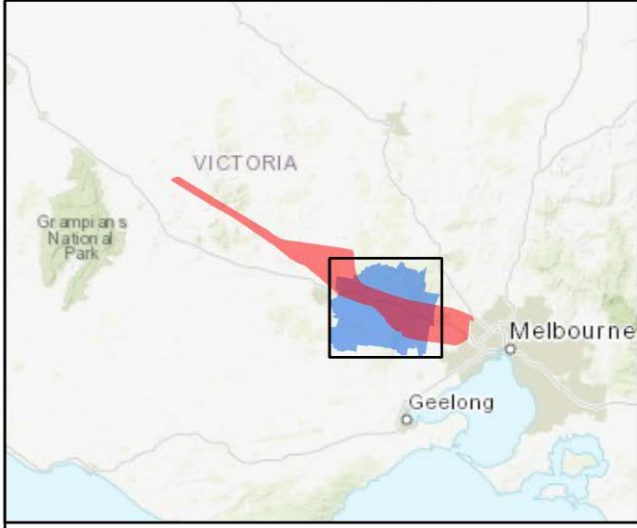 VICTORIA
Grampians
National
Park
Melbourne
Geelong